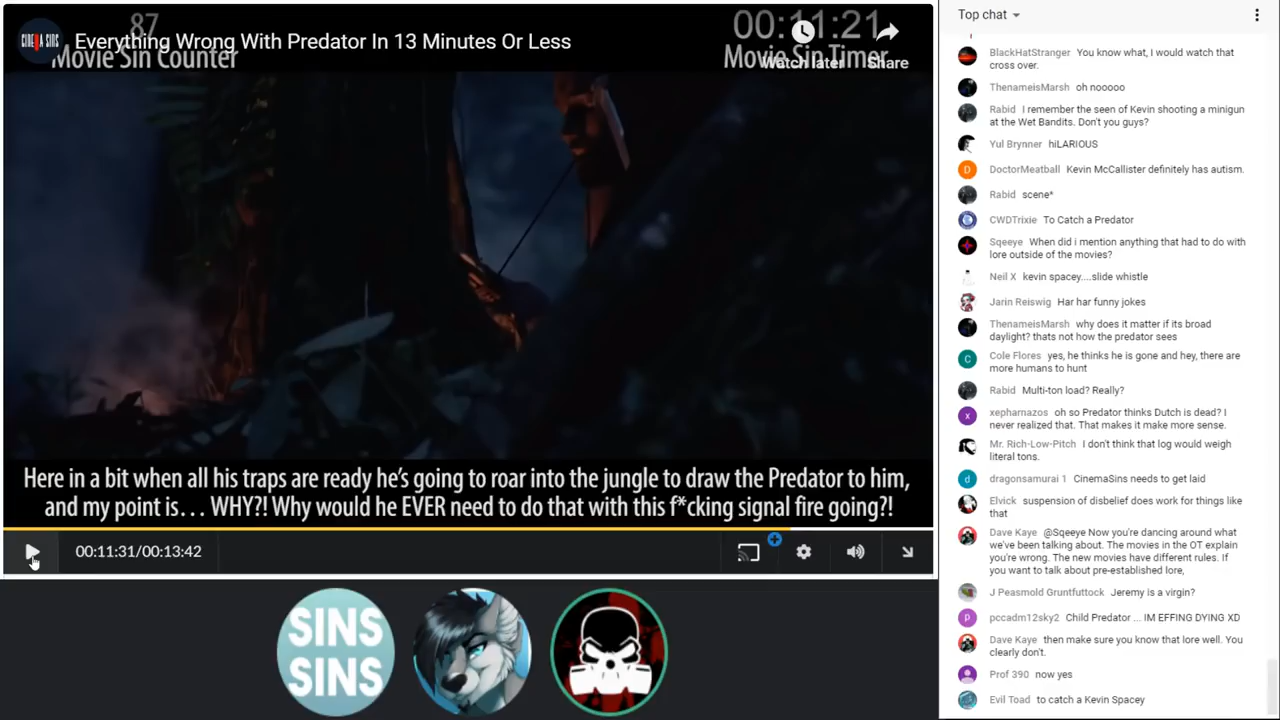 87
00:11:21
CINEMA SINS
Everything Wrong With Predator In 13 Minutes Or Less
Movie Sin Counter
Movie Sin Timer
Watch later
Share
Here in a bit when all his traps are ready he's going to roar into the jungle to draw the Predator to him,
and my point is... WHY?! Why would he EVER need to do that with this f*cking signal fire going?!
00:11:31/00:13:42
SINS
SINS
Top chat
BlackHatStranger You know what, I would watch that
cross over.
ThenameisMarsh oh nooooo
Rabid I remember the seen of Kevin shooting a minigun
at the Wet Bandits. Don't you guys?
Yul Brynner hiLARIOUS
D
DoctorMeatball Kevin McCallister definitely has autism.
Rabid scene*
CWDTrixie To Catch a Predator
Sqeeye When did i mention anything that had to do with
lore outside of the movies?
Neil X kevin spacey....slide whistle
Jarin Reiswig Har har funny jokes
ThenameisMarsh why does it matter if its broad
daylight? thats not how the predator sees
C
Cole Flores yes, he thinks he is gone and hey, there are
more humans to hunt
Rabid Multi-ton load? Really?
x
xepharnazos oh so Predator thinks Dutch is dead? I
never realized that. That makes it make more sense.
Mr. Rich-Low-Pitch I don't think that log would weigh
literal tons.
d
dragonsamurai 1 CinemaSins needs to get laid
Elvick suspension of disbelief does work for things like
that
Dave Kaye @Sqeeye Now you're dancing around what
we've been talking about. The movies in the OT explain
you're wrong. The new movies have different rules. If
you want to talk about pre-established lore,
J Peasmold Gruntfuttock Jeremy is a virgin?
p
pccadm12sky2 Child Predator ... IM EFFING DYING XD
Dave Kaye then make sure you know that lore well. You
clearly don't.
Prof 390 now yes
Evil Toad to catch a Kevin Spacey